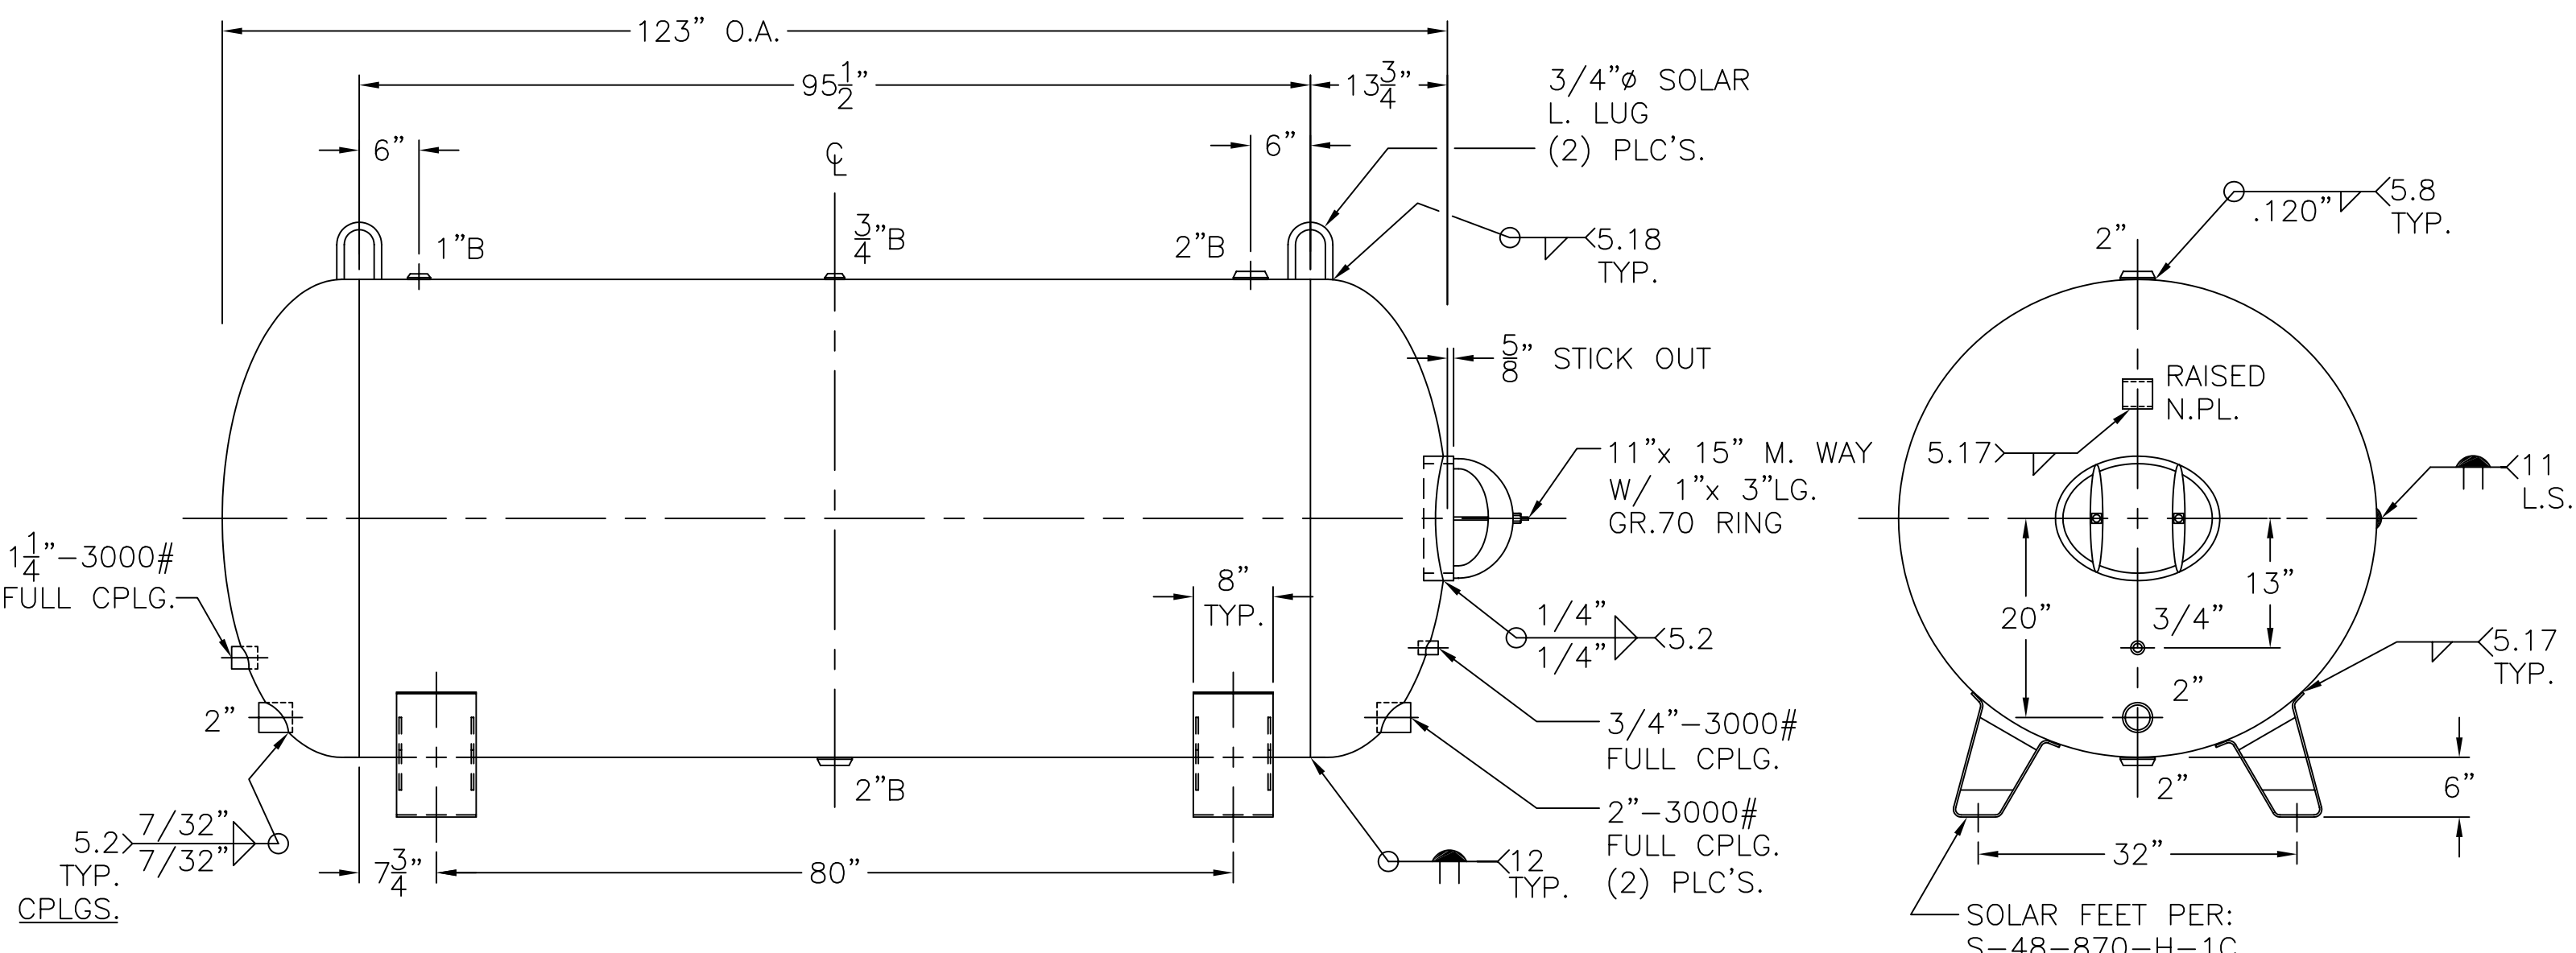 123" O.A.
95 1/2"
13 3/4"
3/4"ø SOLAR
L. LUG
(2) PLC'S.
6"
℄
6"
1"B
3/4"B
2"B
5.18
TYP.
5/8" STICK OUT
11"x 15" M. WAY
W/ 1"x 3"LG.
GR.70 RING
1 1/4"-3000#
FULL CPLG.
8"
TYP.
1/4"
1/4"
5.2
2"
3/4"-3000#
FULL CPLG.
2"B
2"-3000#
FULL CPLG.
(2) PLC'S.
7/32"
7/32"
5.2
TYP.
CPLGS.
7 3/4"
80"
12
TYP.
5.8
TYP.
.120"
2"
RAISED
N.PL.
5.17
11
L.S.
13"
20"
3/4"
5.17
TYP.
2"
2"
6"
32"
SOLAR FEET PER:
S-48-870-H-1C